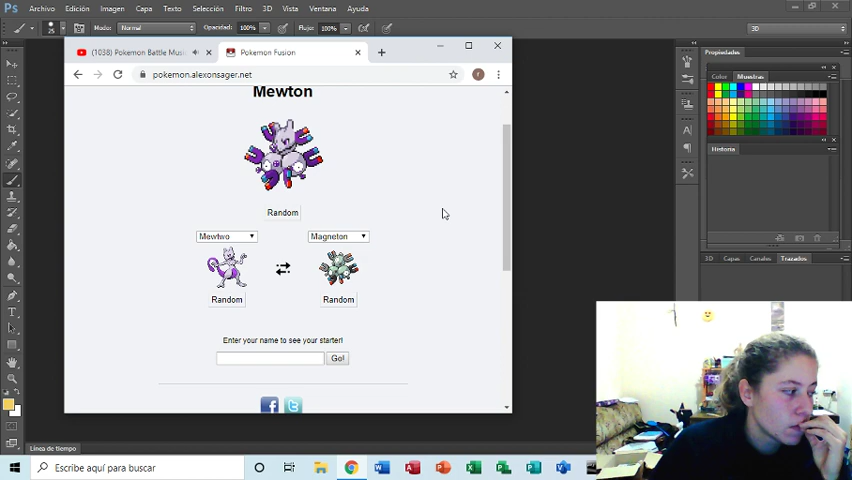 Ps Archivo Edición Imagen Capa Texto Selección Filtro 3D Vista Ventana Ayuda
25 Modo: Normal Opacidad: 100% Flujo: 100% 3D
(1038) Pokemon Battle Musi Pokemon Fusion
pokemon.alexonsager.net
Propiedades
Color Muestras
Mewton
Historia
Random
Mewtwo Magneton
3D Capas Canales Trazados
Random Random
Enter your name to see your starter!
Go!
Línea de tiempo
Escribe aquí para buscar